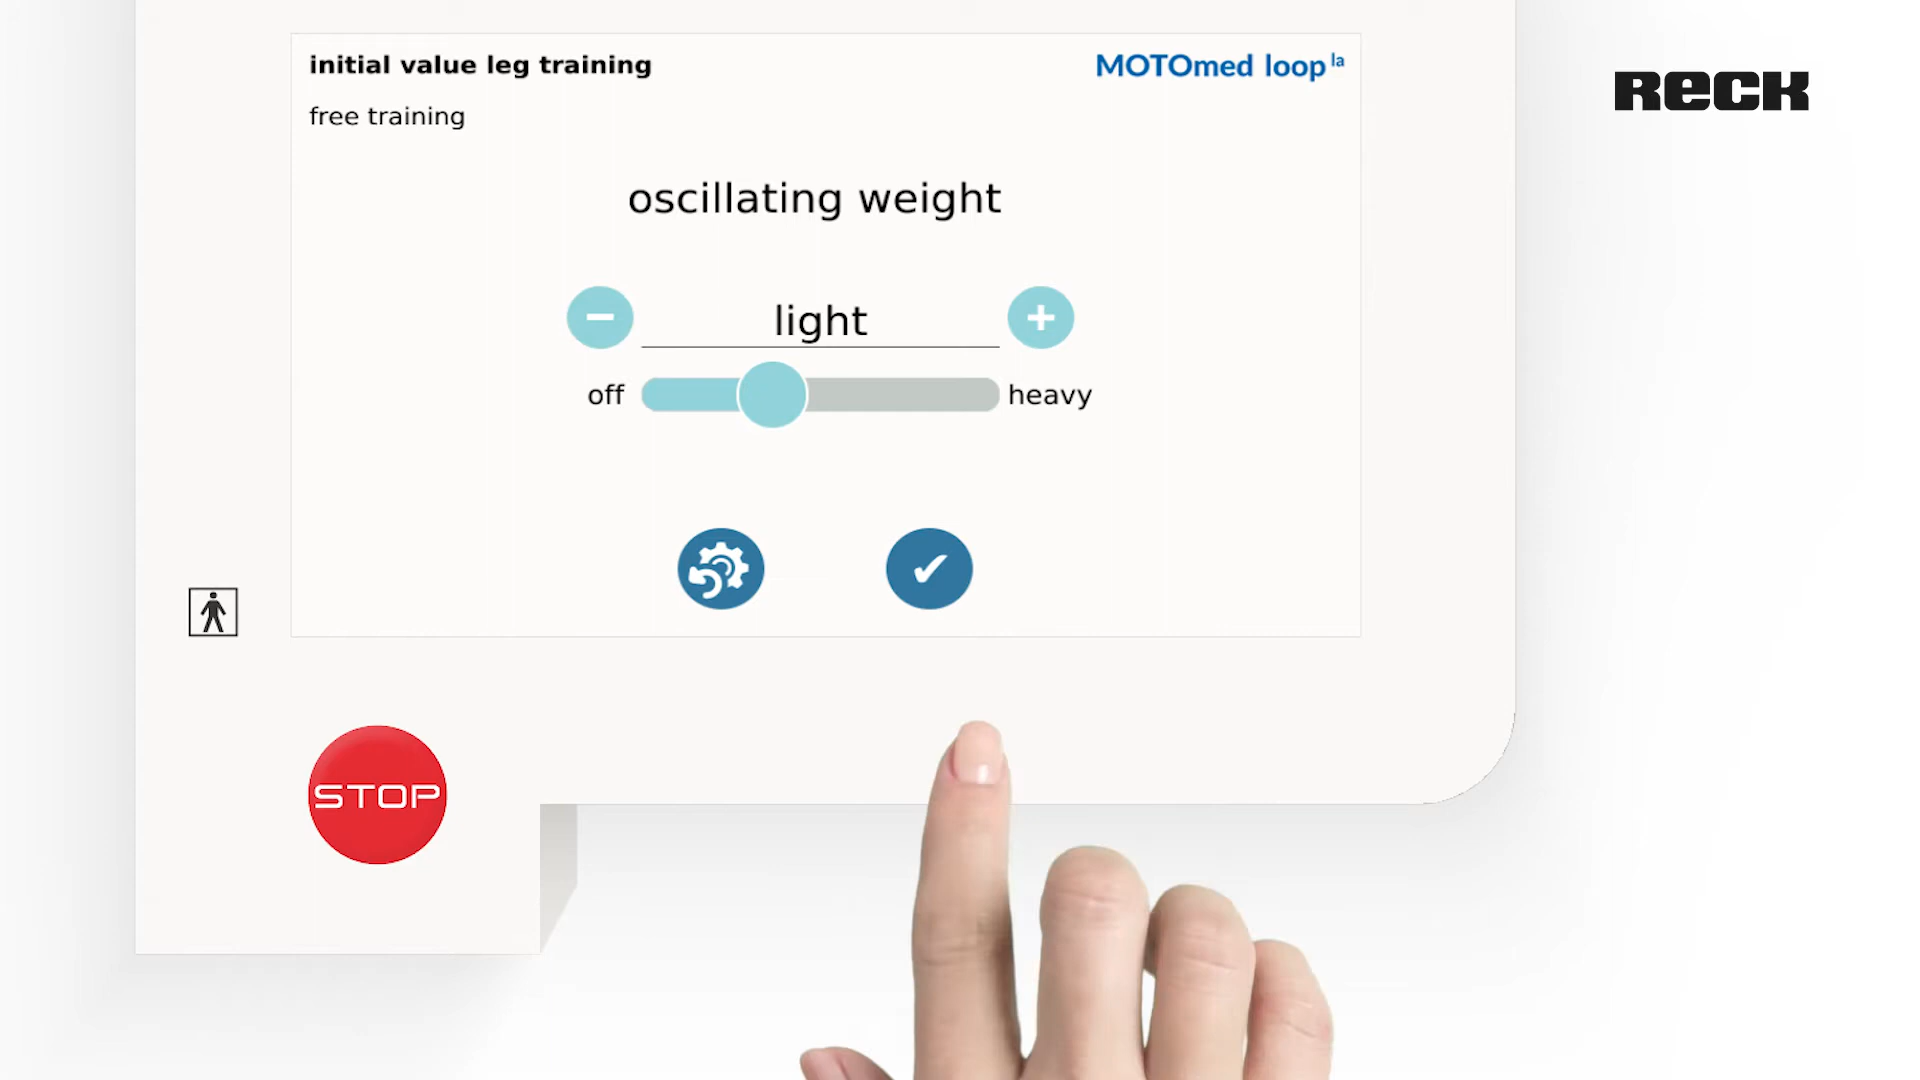 initial value leg training
MOTOmed loop la
RECK
free training
oscillating weight
− light +
off heavy
STOP